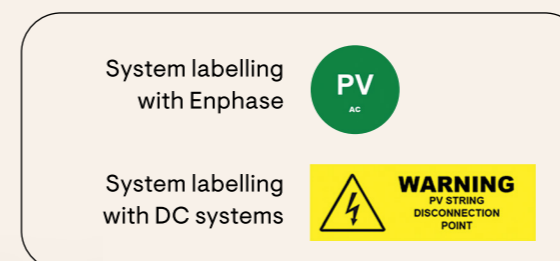 System labelling
with Enphase
PV
AC
System labelling
with DC systems
WARNING
PV STRING
DISCONNECTION
POINT